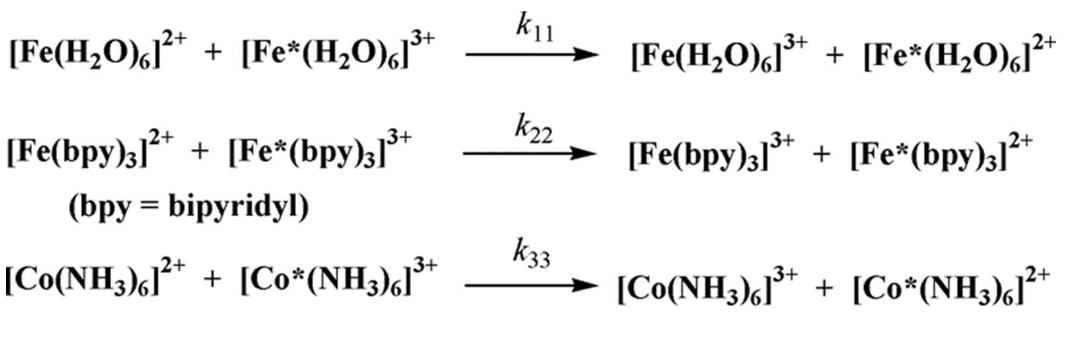 [Fe(H₂O)₆]²⁺ + [Fe*(H₂O)₆]³⁺ k₁₁ [Fe(H₂O)₆]³⁺ + [Fe*(H₂O)₆]²⁺
[Fe(bpy)₃]²⁺ + [Fe*(bpy)₃]³⁺ k₂₂ [Fe(bpy)₃]³⁺ + [Fe*(bpy)₃]²⁺
(bpy = bipyridyl)
[Co(NH₃)₆]²⁺ + [Co*(NH₃)₆]³⁺ k₃₃ [Co(NH₃)₆]³⁺ + [Co*(NH₃)₆]²⁺